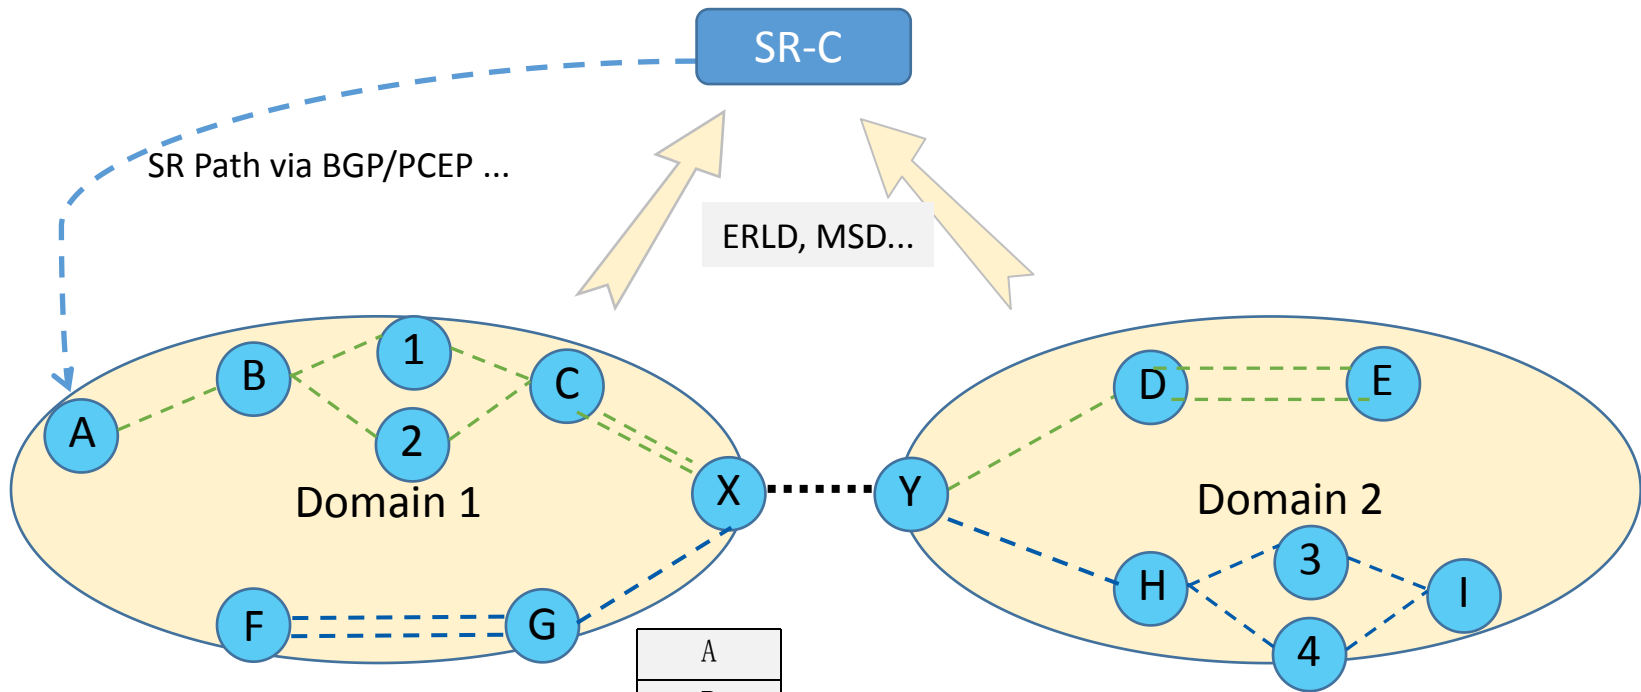 SR-C
SR Path via BGP/PCEP ...
ERLD, MSD...
1
B
C
D
E
A
2
X
Y
Domain 1
Domain 2
3
H
I
F
G
4
A